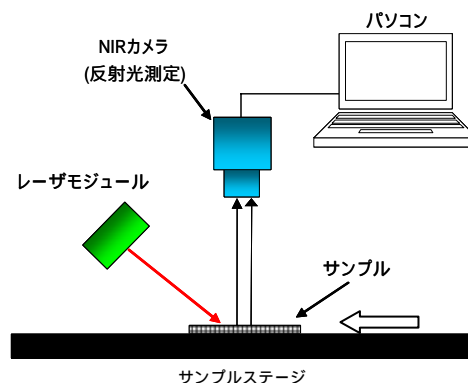 パソコン
NIRカメラ
(反射光測定)
レーザモジュール
サンプル
サンプルステージ